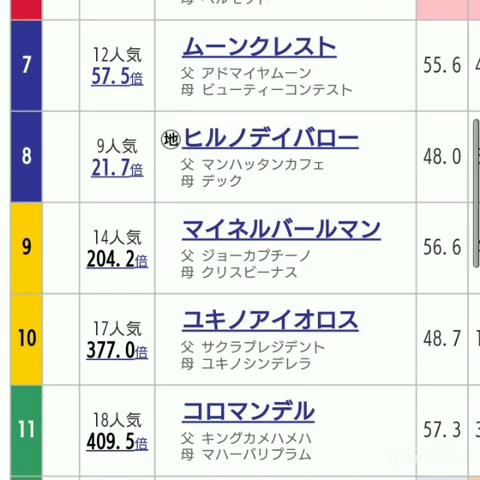 7
12人気
57.5倍
ムーンクレスト
父 アドマイヤムーン
母 ビューティーコンテスト
55.6
8
9人気
21.7倍
地 ヒルノデイバロー
父 マンハッタンカフェ
母 デック
48.0
9
14人気
204.2倍
マイネルバールマン
父 ジョーカプチーノ
母 クリスビーナス
56.6
10
17人気
377.0倍
ユキノアイオロス
父 サクラプレジデント
母 ユキノシンデレラ
48.7
11
18人気
409.5倍
コロマンデル
父 キングカメハメハ
母 マハーバリプラム
57.3